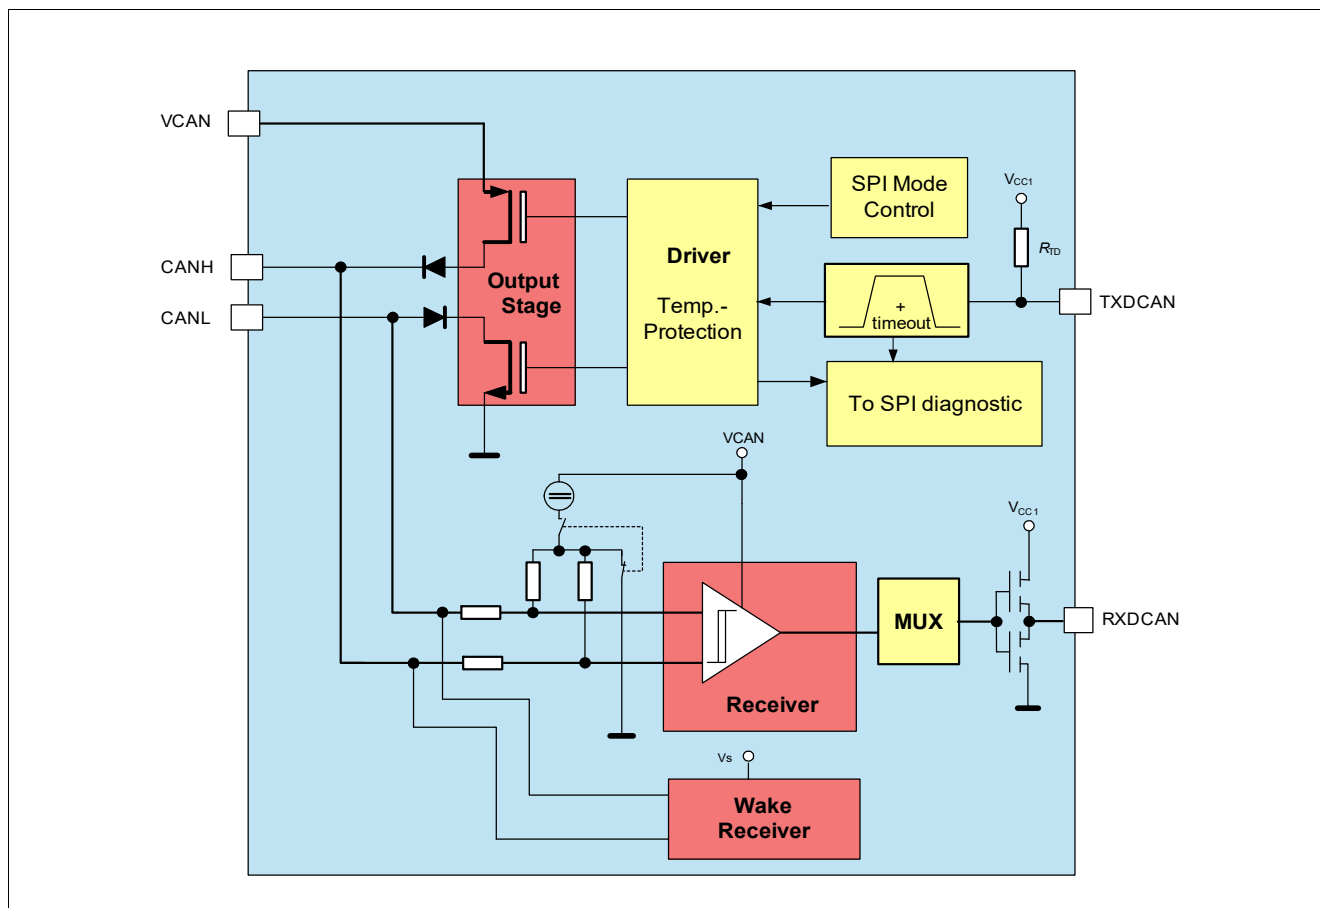 VCAN
SPI Mode
Control
VCC1
RTD
CANH
CANL
Output
Stage
Driver
Temp.-
Protection
+
timeout
TXDCAN
To SPI diagnostic
VCAN
VCC1
MUX
RXDCAN
Receiver
Vs
Wake
Receiver